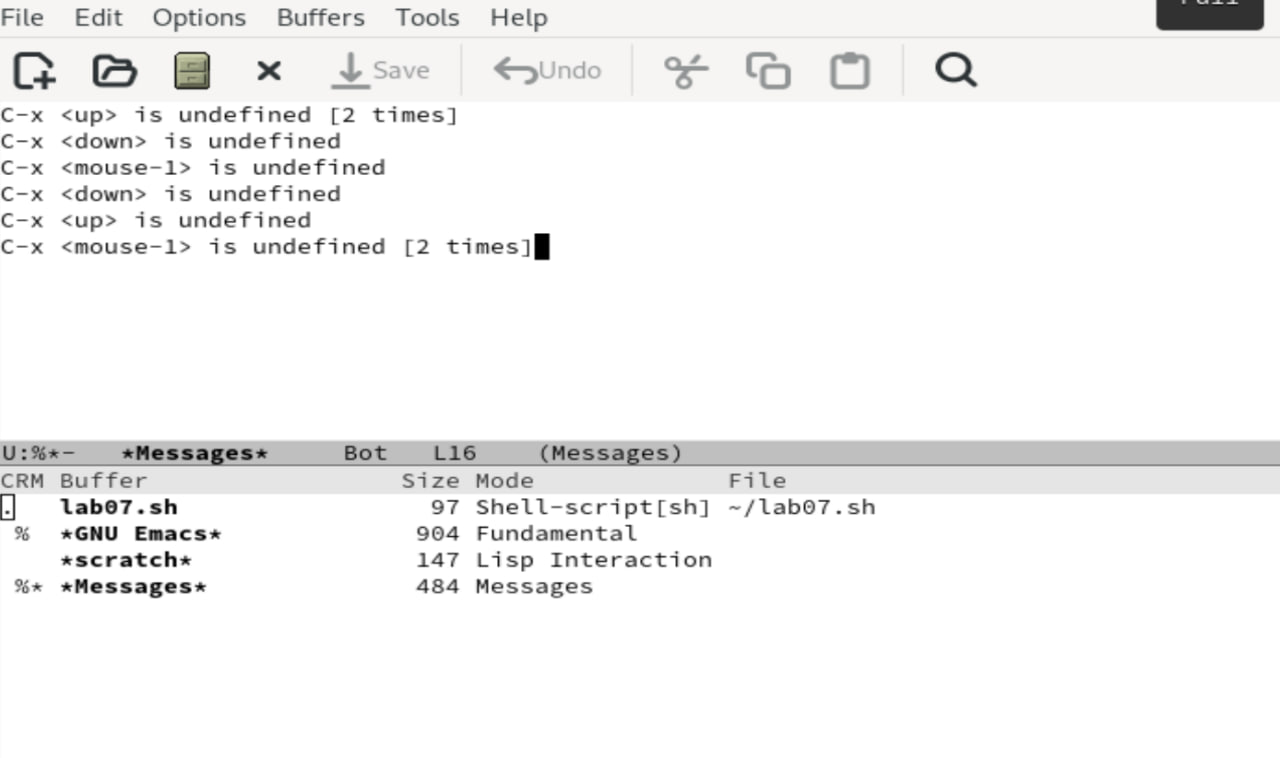 File Edit Options Buffers Tools Help
Save Undo
C-x <up> is undefined [2 times]
C-x <down> is undefined
C-x <mouse-1> is undefined
C-x <down> is undefined
C-x <up> is undefined
C-x <mouse-1> is undefined [2 times]
U:%*- *Messages* Bot L16 (Messages)
CRM Buffer Size Mode File
. lab07.sh 97 Shell-script[sh] ~/lab07.sh
% *GNU Emacs* 904 Fundamental
*scratch* 147 Lisp Interaction
%* *Messages* 484 Messages